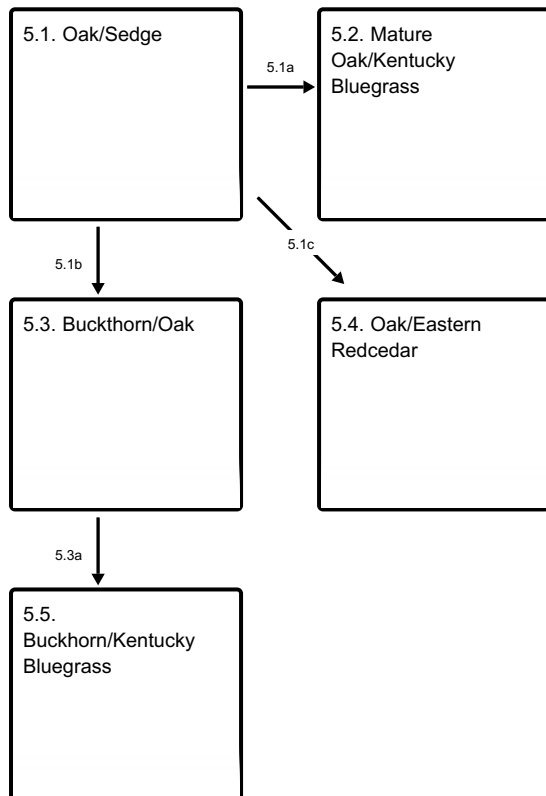 5.1. Oak/Sedge
5.1a
5.2. Mature
Oak/Kentucky
Bluegrass
5.1b
5.1c
5.3. Buckthorn/Oak
5.4. Oak/Eastern
Redcedar
5.3a
5.5.
Buckhorn/Kentucky
Bluegrass